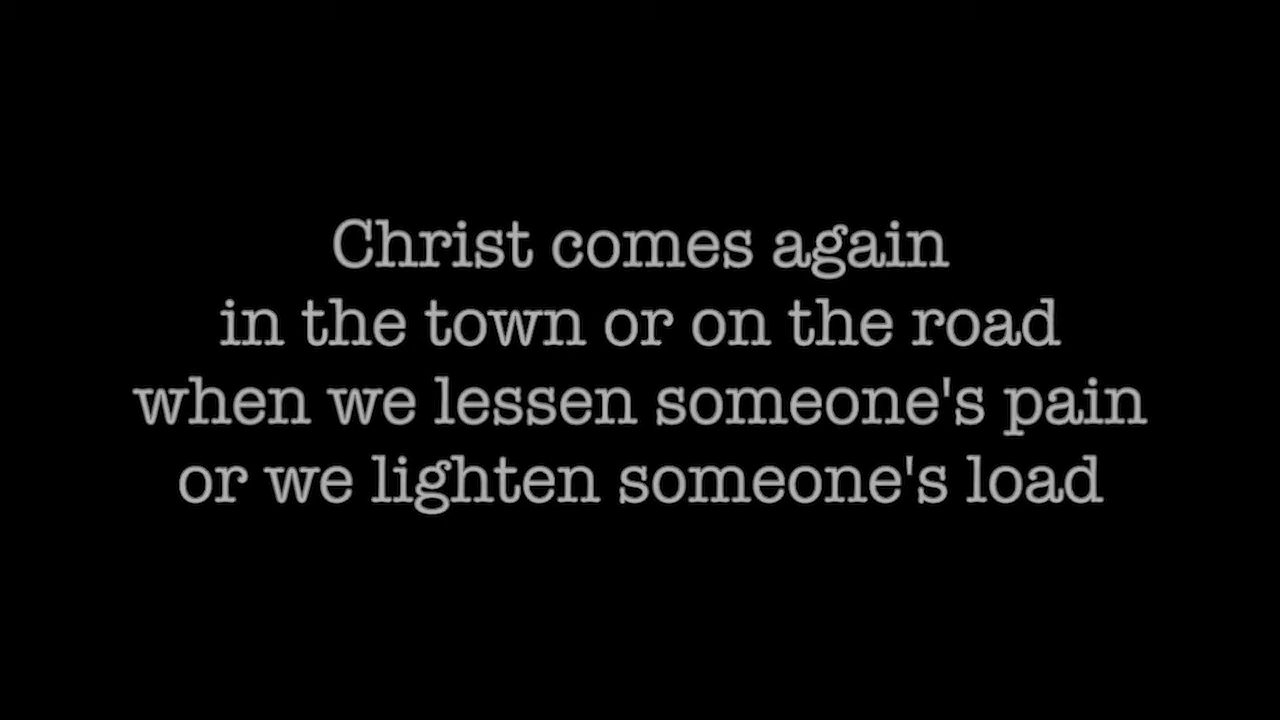 Christ comes again
in the town or on the road
when we lessen someone's pain
or we lighten someone's load